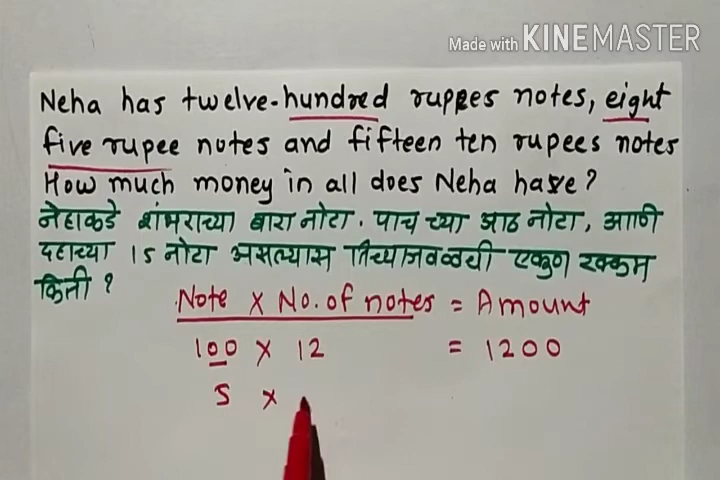 Made with KINEMASTER
Neha has twelve-hundred rupees notes, eight
five rupee notes and fifteen ten rupees notes
How much money in all does Neha have?
नेहाकडे शंभराच्या बारा नोटा. पाच च्या आठ नोटा, आणि
दहाच्या 15 नोटा असल्यास तिच्याजवळची एकुण रक्कम
किती ?
Note × No. of notes = Amount
100 × 12 = 1200
5 ×